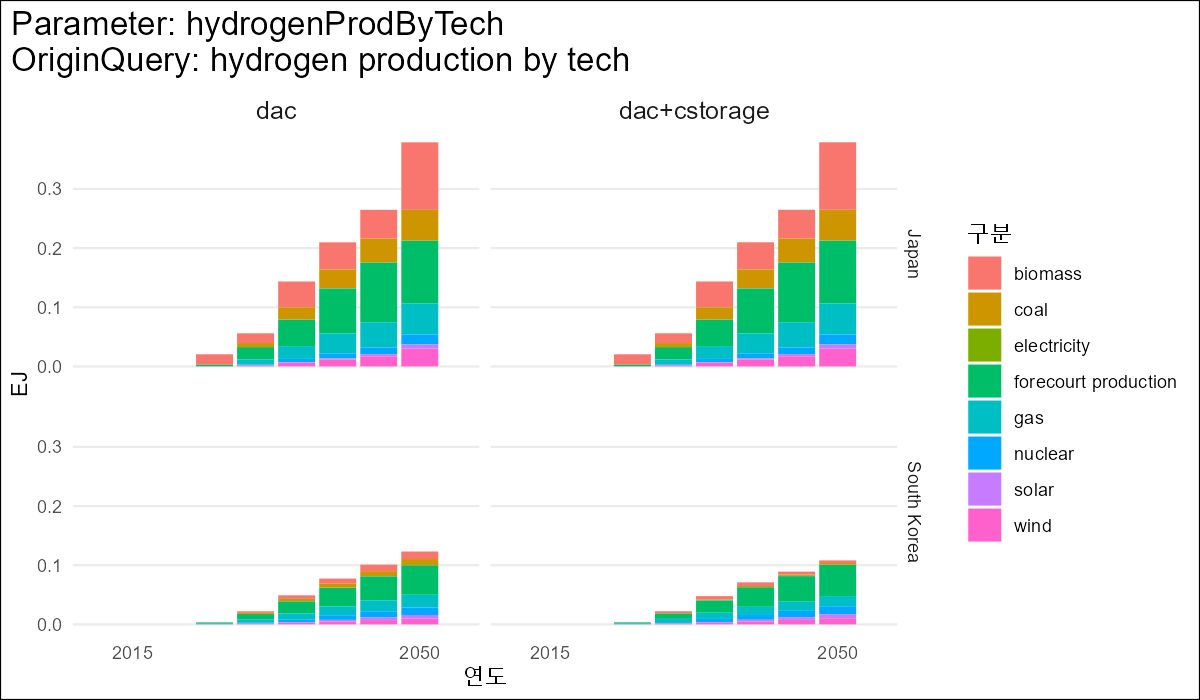 Parameter: hydrogenProdByTech
OriginQuery: hydrogen production by tech
dac
dac+cstorage
0.3
0.2
0.1
0.0
Japan
EJ
0.3
0.2
0.1
0.0
South Korea
2015
2050
2015
2050
연도
구분
biomass
coal
electricity
forecourt production
gas
nuclear
solar
wind